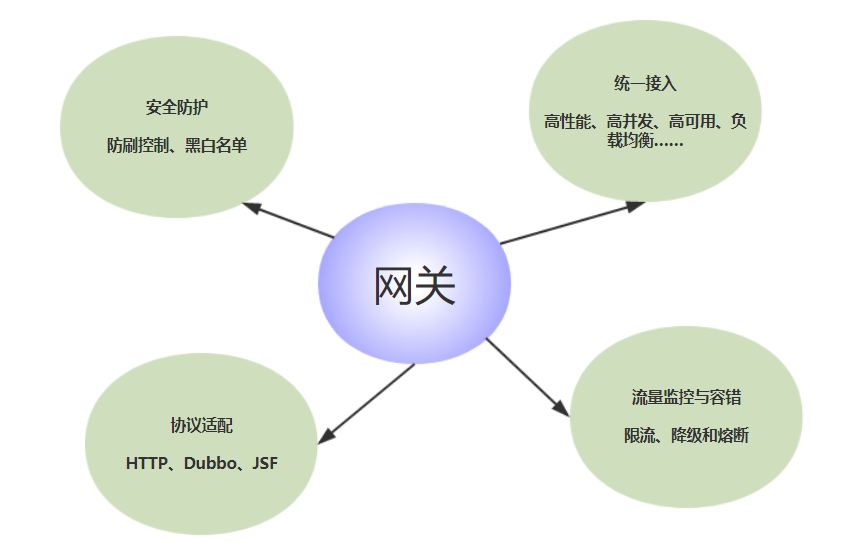 安全防护
防刷控制、黑白名单
统一接入
高性能、高并发、高可用、负
载均衡……
网关
协议适配
HTTP、Dubbo、JSF
流量监控与容错
限流、降级和熔断